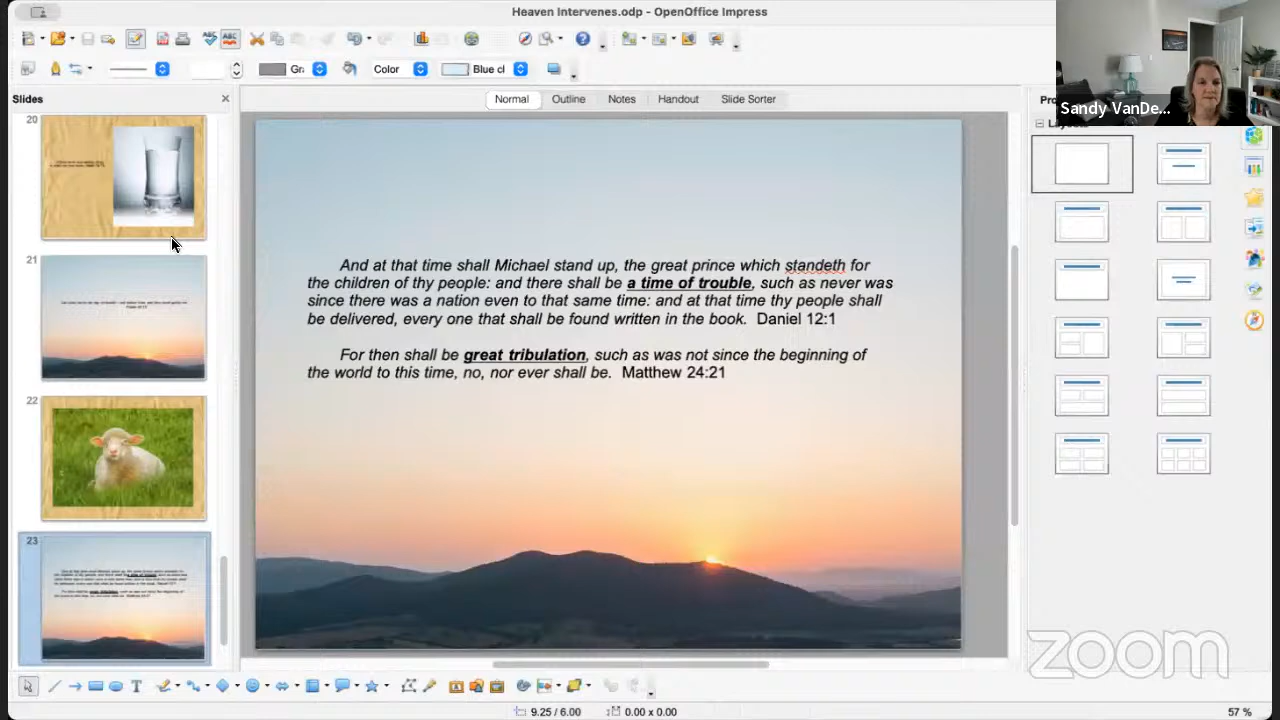 Heaven Intervenes.odp - OpenOffice Impress
Color
Blue cl
Slides
Normal
Outline
Notes
Handout
Slide Sorter
Sandy VanDe...
20
21
22
23
And at that time shall Michael stand up, the great prince which standeth for
the children of thy people: and there shall be a time of trouble, such as never was
since there was a nation even to that same time: and at that time thy people shall
be delivered, every one that shall be found written in the book. Daniel 12:1
For then shall be great tribulation, such as was not since the beginning of
the world to this time, no, nor ever shall be. Matthew 24:21
zoom
9.25 / 6.00
0.00 x 0.00
57 %